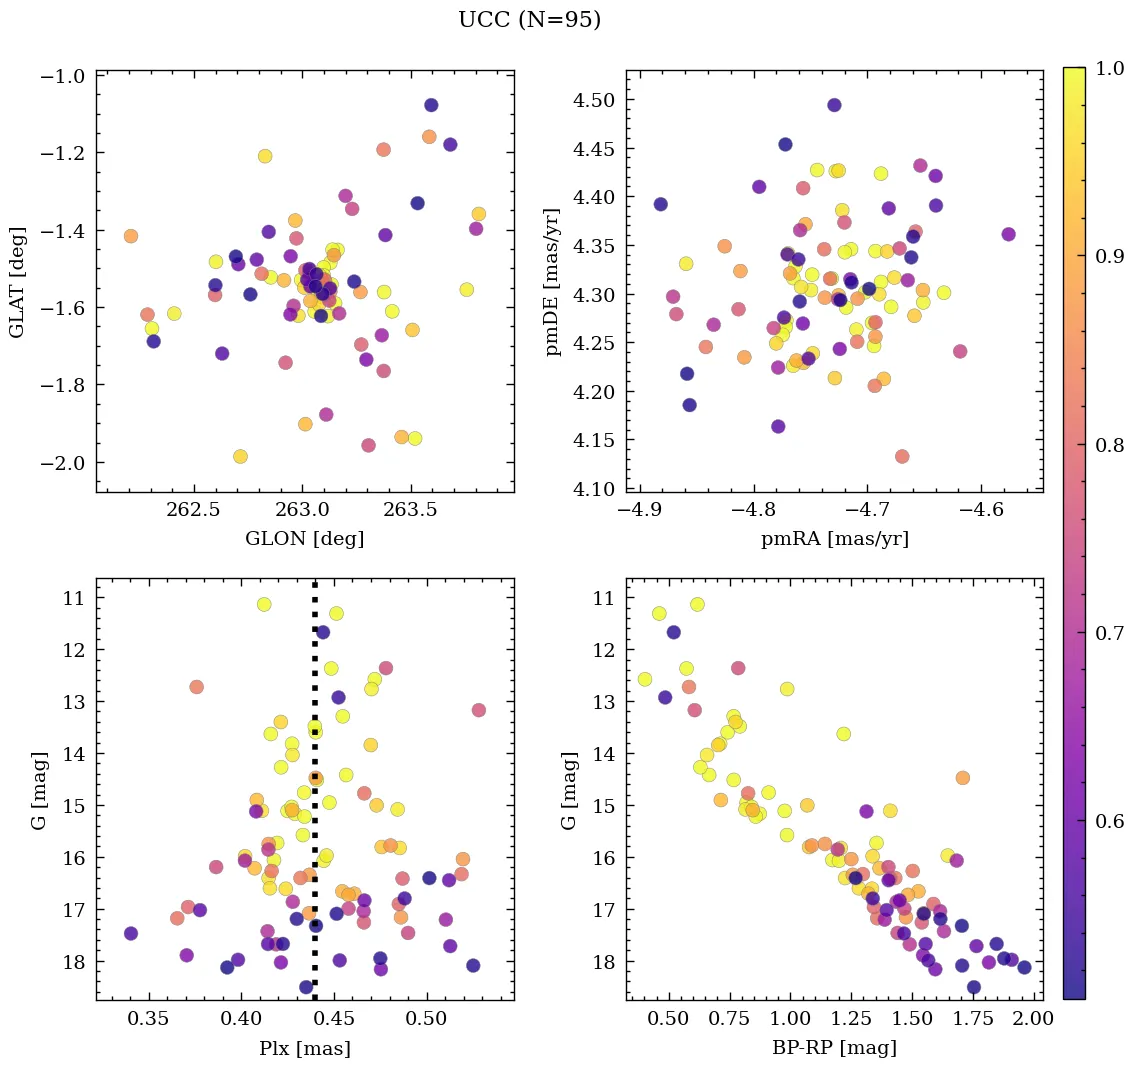 UCC (N=95)
−1.0
−1.2
−1.4
−1.6
−1.8
−2.0
GLAT [deg]
262.5 263.0 263.5
GLON [deg]
4.50
4.45
4.40
4.35
4.30
4.25
4.20
4.15
4.10
pmDE [mas/yr]
−4.9 −4.8 −4.7 −4.6
pmRA [mas/yr]
1.0
0.9
0.8
0.7
0.6
11
12
13
14
15
16
17
18
G [mag]
0.35 0.40 0.45 0.50
Plx [mas]
11
12
13
14
15
16
17
18
G [mag]
0.50 0.75 1.00 1.25 1.50 1.75 2.00
BP-RP [mag]